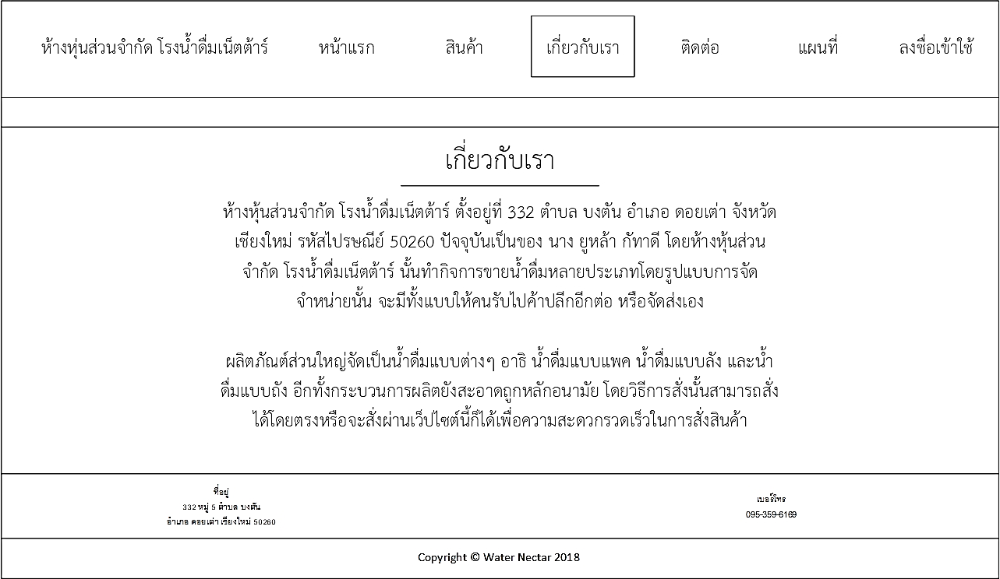 ห้างหุ่นส่วนจำกัด โรงน้ำดื่มเน็ตต้าร์ หน้าแรก สินค้า เกี่ยวกับเรา ติดต่อ แผนที่ ลงชื่อเข้าใช้
เกี่ยวกับเรา
ห้างหุ้นส่วนจำกัด โรงน้ำดื่มเน็ตต้าร์ ตั้งอยู่ที่ 332 ตำบล บงตัน อำเภอ ดอยเต่า จังหวัด
เชียงใหม่ รหัสไปรษณีย์ 50260 ปัจจุบันเป็นของ นาง ยูหล้า กัทาดี โดยห้างหุ้นส่วน
จำกัด โรงน้ำดื่มเน็ตต้าร์ นั้นทำกิจการขายน้ำดื่มหลายประเภทโดยรูปแบบการจัด
จำหน่ายนั้น จะมีทั้งแบบให้คนรับไปค้าปลีกอีกต่อ หรือจัดส่งเอง
ผลิตภัณต์ส่วนใหญ่จัดเป็นน้ำดื่มแบบต่างๆ อาธิ น้ำดื่มแบบแพค น้ำดื่มแบบลัง และน้ำ
ดื่มแบบถัง อีกทั้งกระบวนการผลิตยังสะอาดถูกหลักอนามัย โดยวิธีการสั่งนั้นสามารถสั่ง
ได้โดยตรงหรือจะสั่งผ่านเว็ปไซต์นี้ก็ได้เพื่อความสะดวกรวดเร็วในการสั่งสินค้า
ที่อยู่
332 หมู่ 5 ตำบล บงตัน
อำเภอ ดอยเต่า เชียงใหม่ 50260
เบอร์โทร
095-359-6169
Copyright © Water Nectar 2018